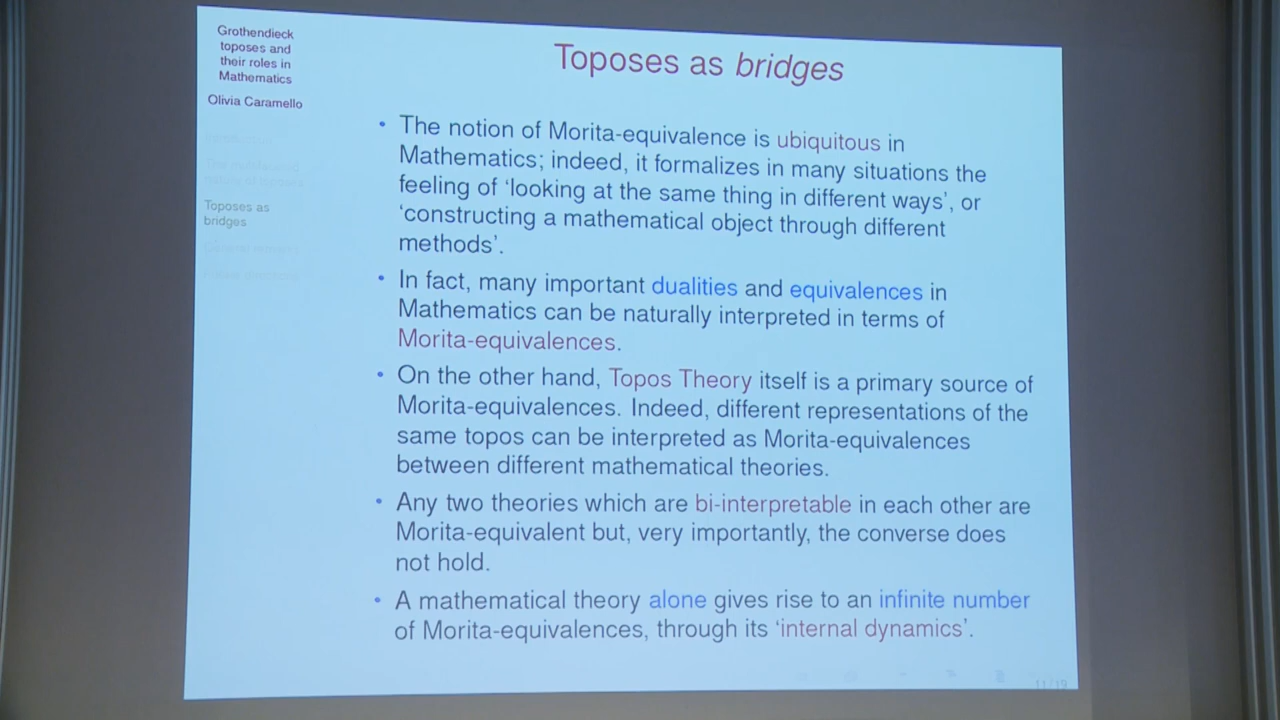 Grothendieck
toposes and
their roles in
Mathematics
Olivia Caramello
Toposes as
bridges
Toposes as bridges
• The notion of Morita-equivalence is ubiquitous in
Mathematics; indeed, it formalizes in many situations the
feeling of ‘looking at the same thing in different ways’, or
‘constructing a mathematical object through different
methods’.
• In fact, many important dualities and equivalences in
Mathematics can be naturally interpreted in terms of
Morita-equivalences.
• On the other hand, Topos Theory itself is a primary source of
Morita-equivalences. Indeed, different representations of the
same topos can be interpreted as Morita-equivalences
between different mathematical theories.
• Any two theories which are bi-interpretable in each other are
Morita-equivalent but, very importantly, the converse does
not hold.
• A mathematical theory alone gives rise to an infinite number
of Morita-equivalences, through its ‘internal dynamics’.
11/19